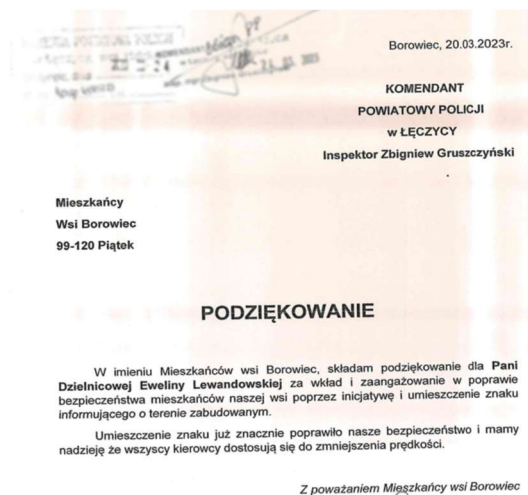 Borowiec, 20.03.2023r.
KOMENDANT
POWIATOWY POLICJI
w ŁĘCZYCY
Inspektor Zbigniew Gruszczyński
Mieszkańcy
Wsi Borowiec
99-120 Piątek
PODZIĘKOWANIE
W imieniu Mieszkańców wsi Borowiec, składam podziękowanie dla Pani
Dzielnicowej Eweliny Lewandowskiej za wkład i zaangażowanie w poprawie
bezpieczeństwa mieszkańców naszej wsi poprzez inicjatywę i umieszczenie znaku
informującego o terenie zabudowanym.
Umieszczenie znaku już znacznie poprawiło nasze bezpieczeństwo i mamy
nadzieję że wszyscy kierowcy dostosują się do zmniejszenia prędkości.
Z poważaniem Mieszkańcy wsi Borowiec